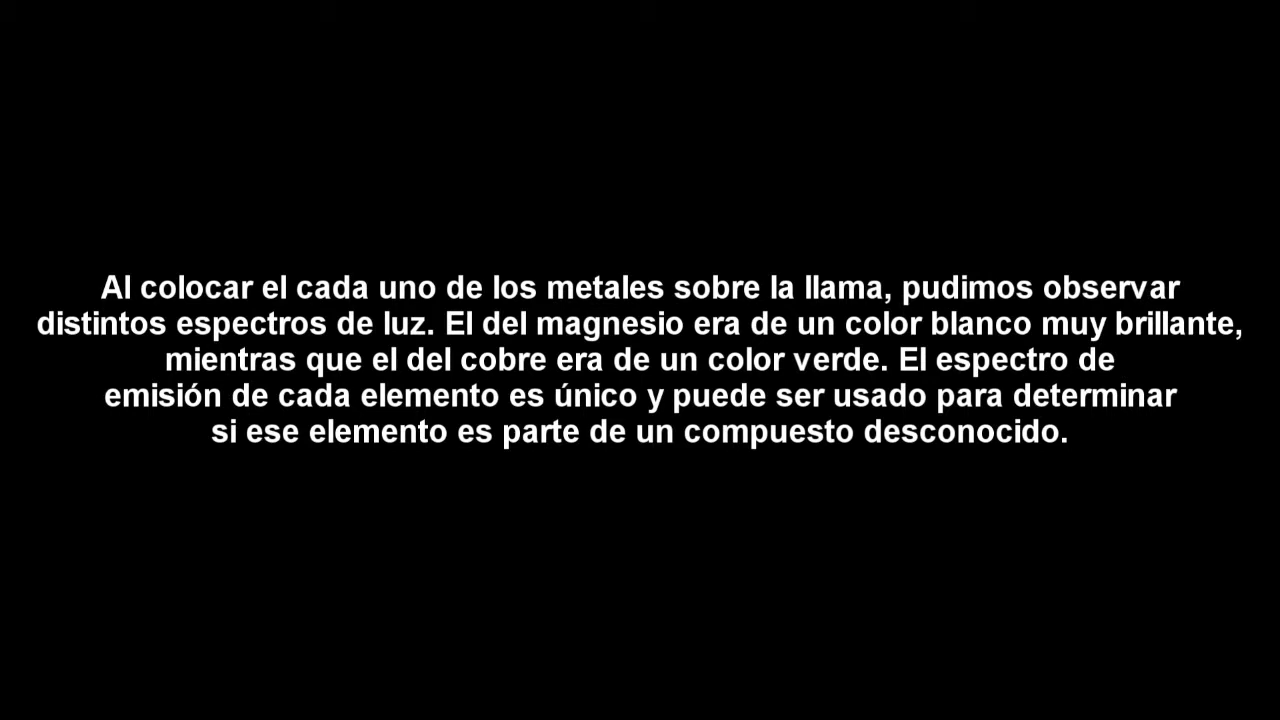 Al colocar el cada uno de los metales sobre la llama, pudimos observar
distintos espectros de luz. El del magnesio era de un color blanco muy brillante,
mientras que el del cobre era de un color verde. El espectro de
emisión de cada elemento es único y puede ser usado para determinar
si ese elemento es parte de un compuesto desconocido.